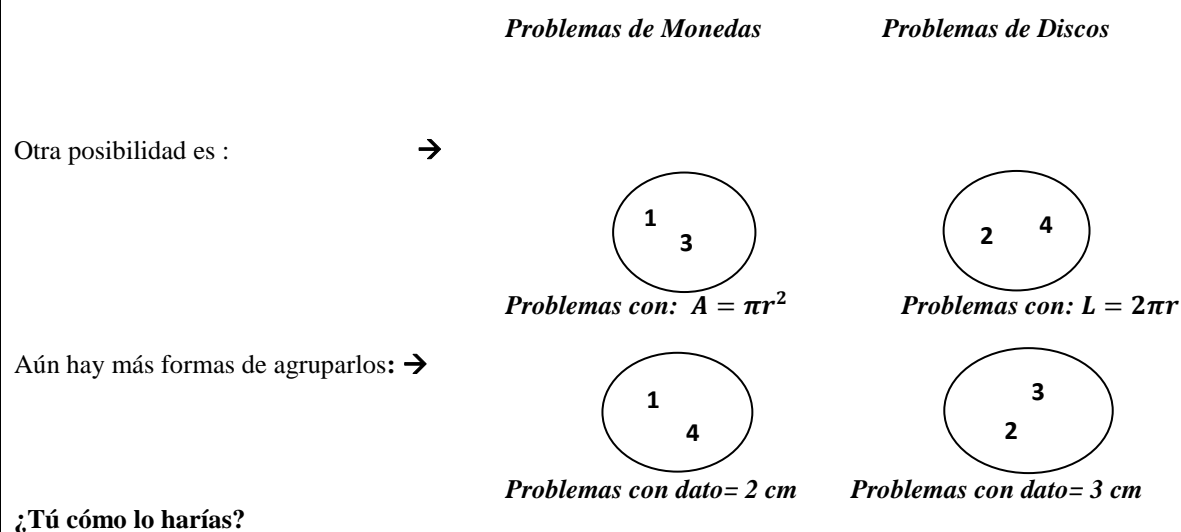 Problemas de Monedas Problemas de Discos
Otra posibilidad es : →
1
3
2 4
Problemas con: A = πr² Problemas con: L = 2πr
Aún hay más formas de agruparlos: →
1
4
3
2
Problemas con dato= 2 cm Problemas con dato= 3 cm
¿Tú cómo lo harías?